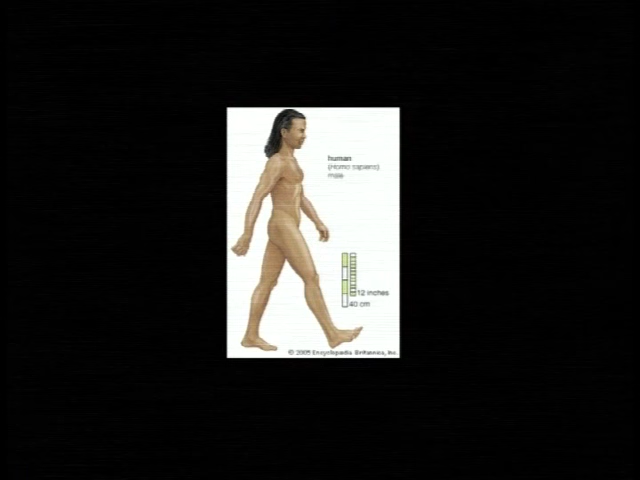 human
(Homo sapiens)
male
12 inches
40 cm
© 2005 Encyclopædia Britannica, Inc.